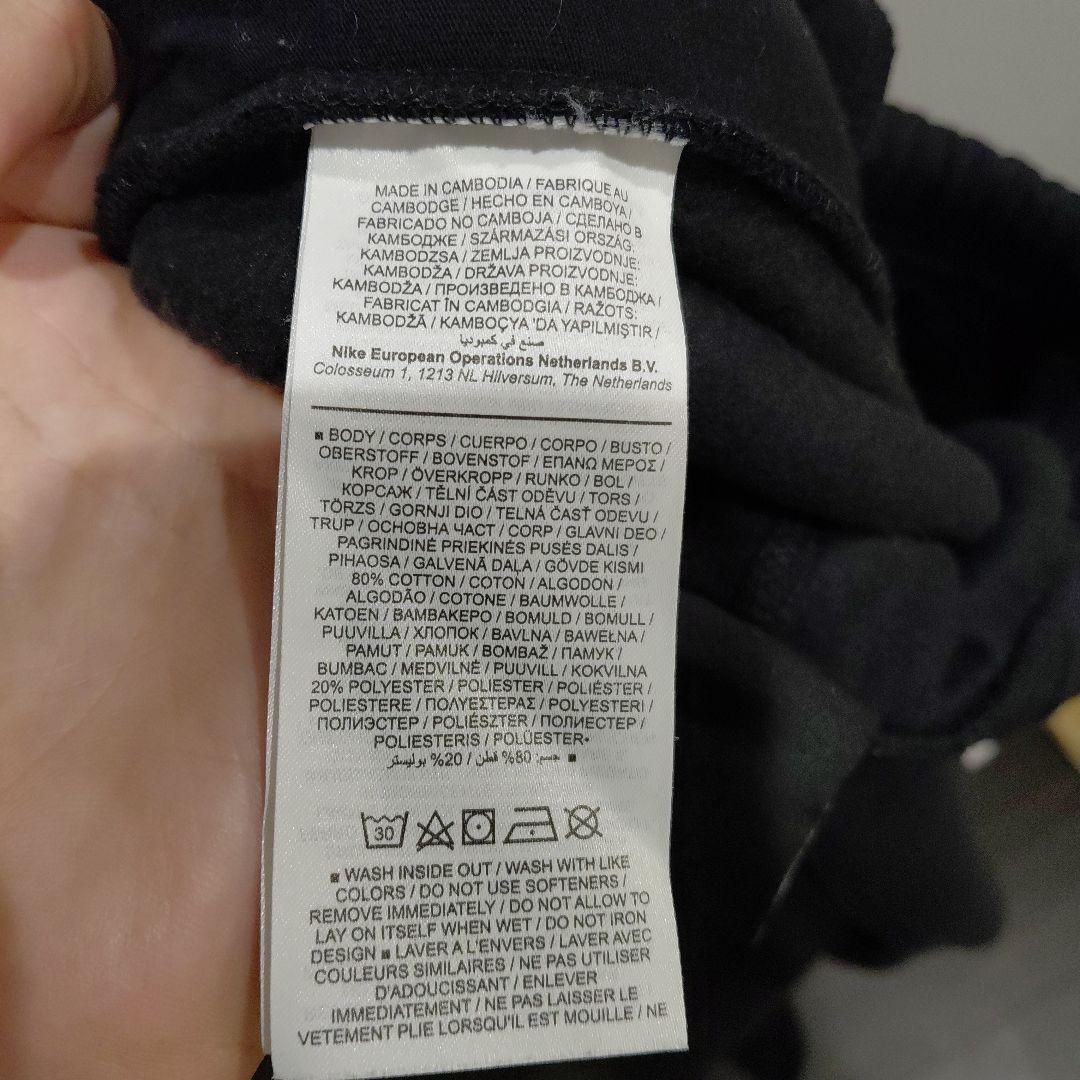 MADE IN CAMBODIA / FABRIQUE AU
CAMBODGE / HECHO EN CAMBOYA /
FABRICADO NO CAMBOJA / СДЕЛАНО В
КАМБОДЖЕ / SZÁRMAZÁSI ORSZÁG,
KAMBODZSA / ZEMLJA PROIZVODNJE:
KAMBODŽA / DRŽAVA PROIZVODNJE:
KAMBODŽA / ПРОИЗВЕДЕНО В КАМБОДЖА /
FABRICAT ÎN CAMBODGIA / RAŽOTS:
KAMBODŽĀ / KAMBOÇYA 'DA YAPILMIŞTIR /
صنع في كمبوديا
Nike European Operations Netherlands B.V.
Colosseum 1, 1213 NL Hilversum, The Netherlands
■ BODY / CORPS / CUERPO / CORPO / BUSTO /
OBERSTOFF / BOVENSTOF / ΕΠΑΝΩ ΜΕΡΟΣ /
KROP / ÖVERKROPP / RUNKO / BOL /
КОРСАЖ / TĚLNÍ ČÁST ODĚVU / TORS /
TÖRZS / GORNJI DIO / TELNÁ ČASŤ ODEVU /
TRUP / ОСНОВНА ЧАСТ / CORP / GLAVNI DEO /
PAGRINDINĖ PRIEKINĖS PUSĖS DALIS /
PIHAOSA / GALVENĀ DAĻA / GÖVDE KISMI
80% COTTON / COTON / ALGODON /
ALGODÃO / COTONE / BAUMWOLLE /
KATOEN / ΒΑΜΒΑΚΕΡΟ / BOMULD / BOMULL /
PUUVILLA / ХЛОПОК / BAVLNA / BAWEŁNA /
PAMUT / PAMUK / BOMBAŽ / ПАМУК /
BUMBAC / MEDVILNĖ / PUUVILL / KOKVILNA
20% POLYESTER / POLIESTER / POLIÉSTER /
POLIESTERE / ΠΟΛΥΕΣΤΕΡΑΣ / POLYESTERI /
ПОЛИЭСТЕР / POLIÉSZTER / ПОЛИЕСТЕР /
POLIESTERIS / POLÜESTER•
■ جسم: 80% قطن / 20% بوليستر
30
■ WASH INSIDE OUT / WASH WITH LIKE
COLORS / DO NOT USE SOFTENERS /
REMOVE IMMEDIATELY / DO NOT ALLOW TO
LAY ON ITSELF WHEN WET / DO NOT IRON
DESIGN ■ LAVER A L'ENVERS / LAVER AVEC
COULEURS SIMILAIRES / NE PAS UTILISER
D'ADOUCISSANT / ENLEVER
IMMEDIATEMENT / NE PAS LAISSER LE
VETEMENT PLIE LORSQU'IL EST MOUILLE / NE